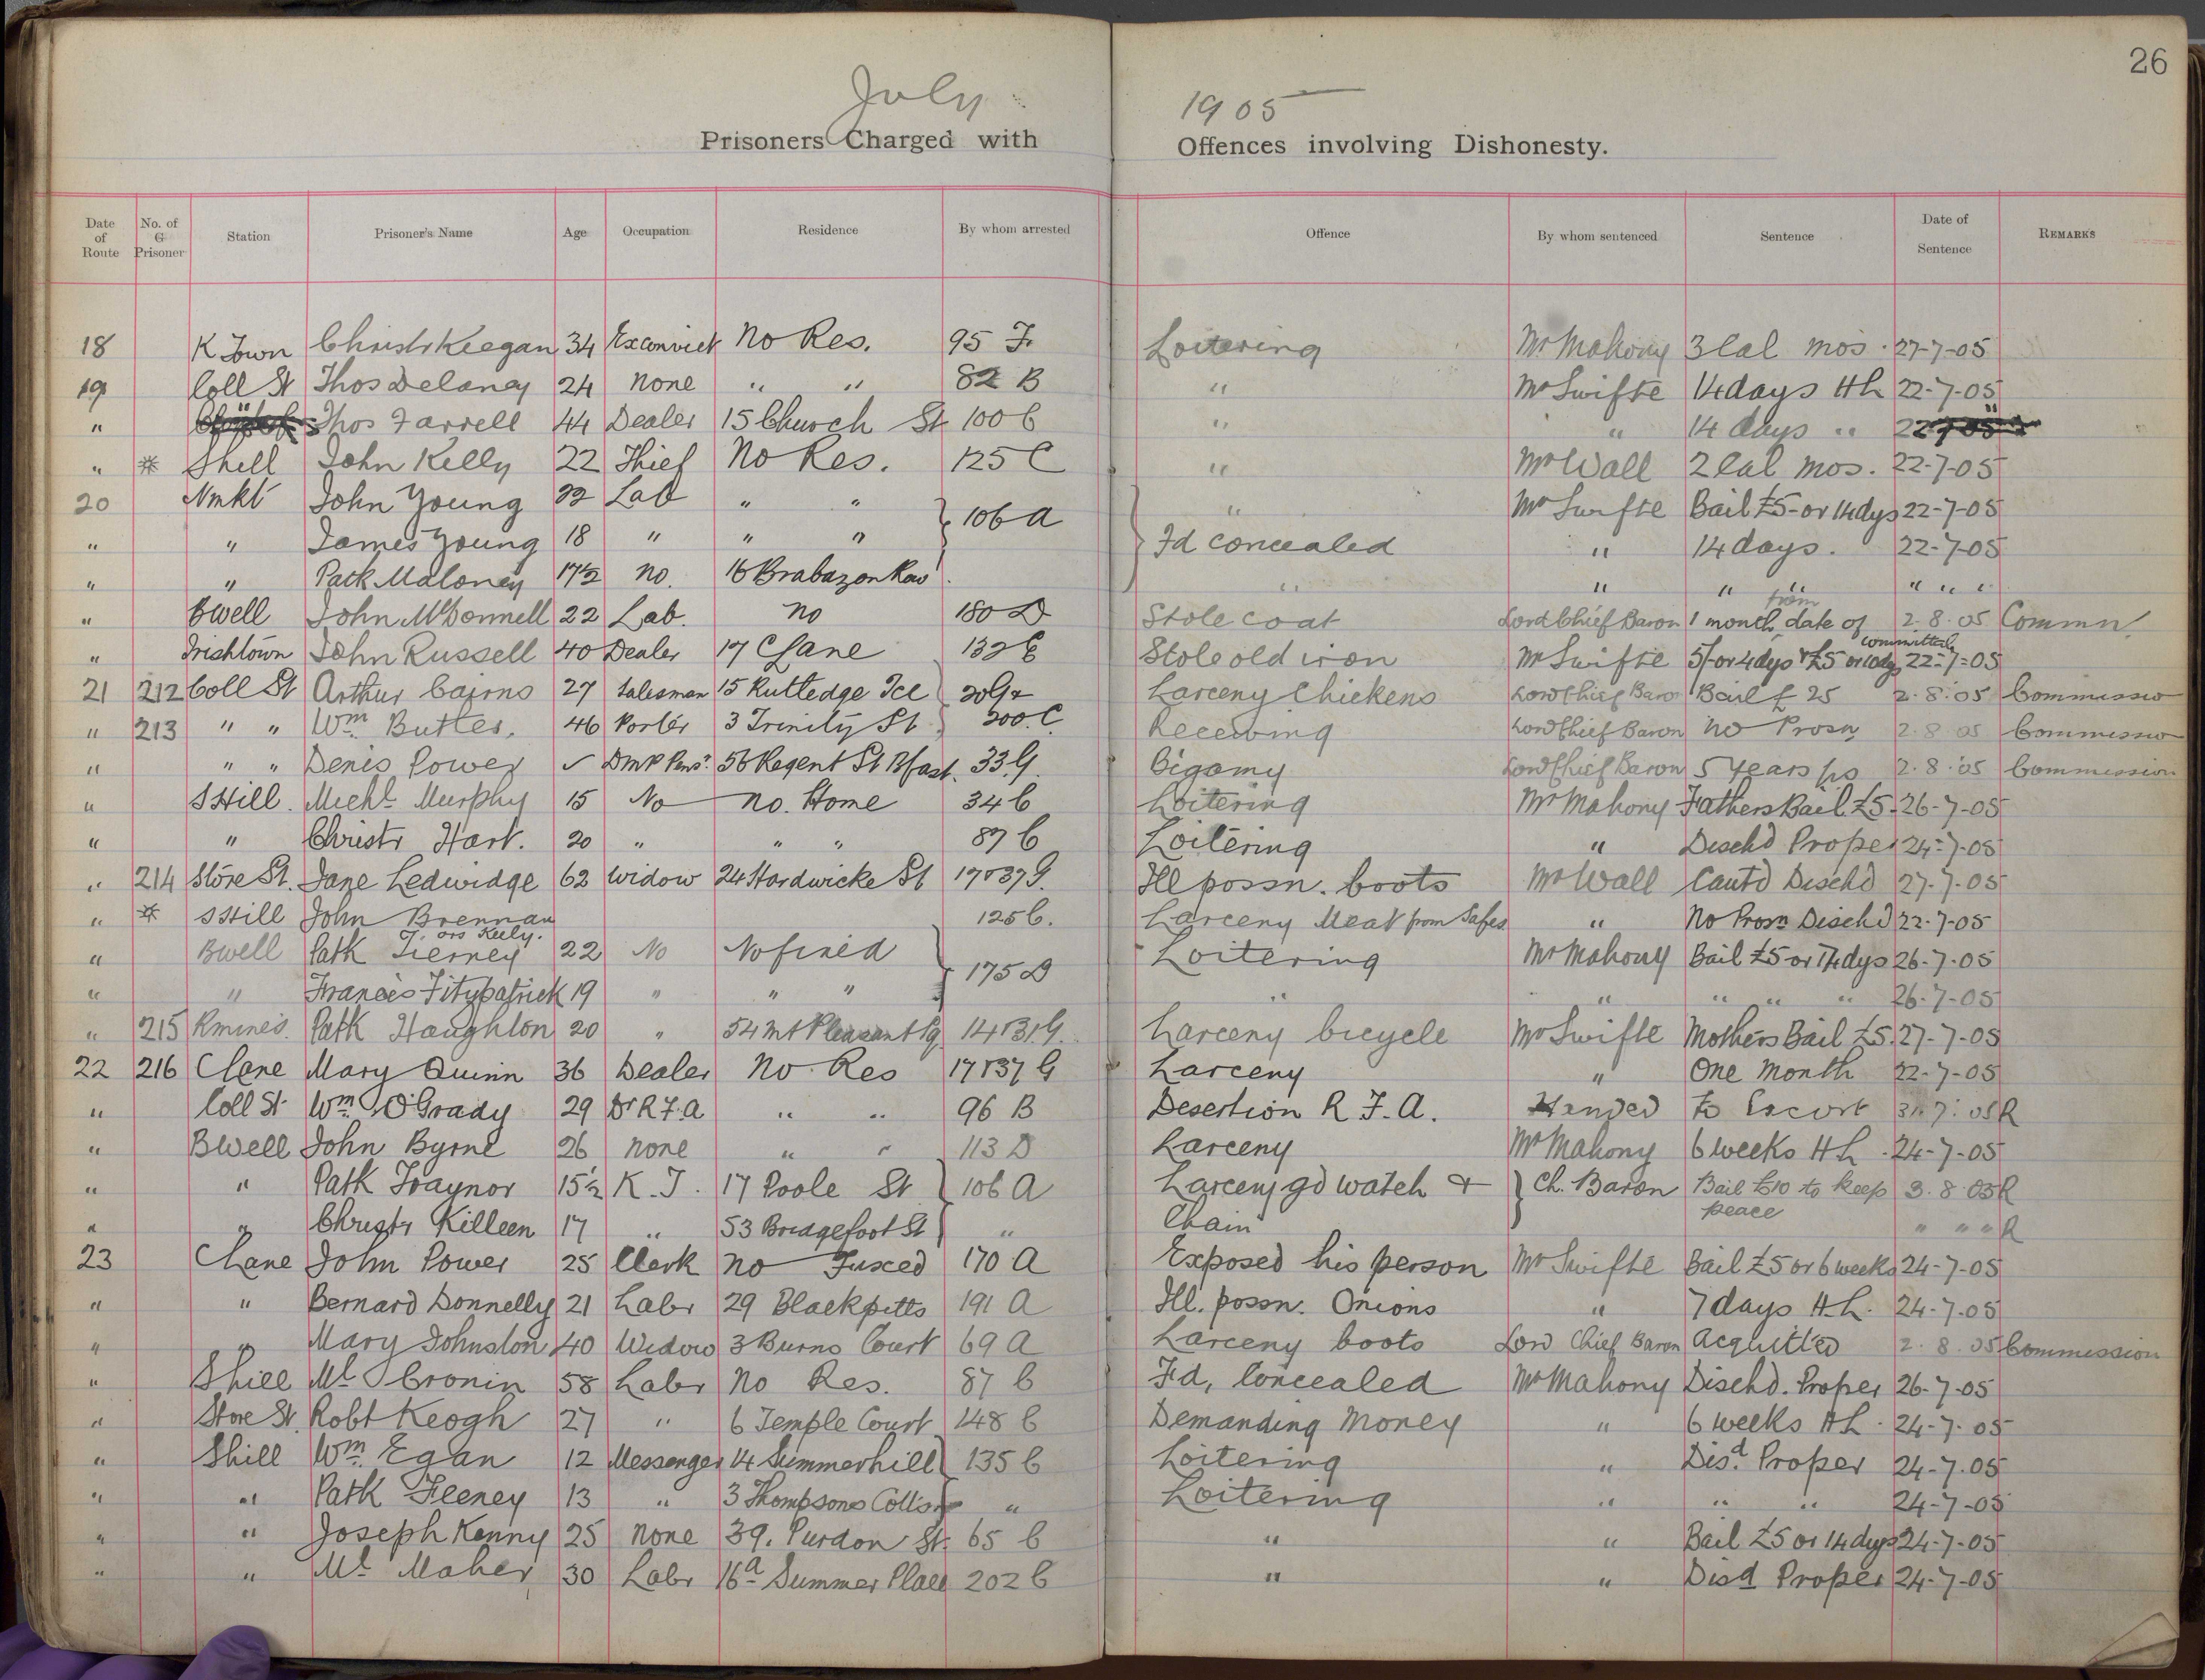 26
July 1905
Prisoners Charged with Offences involving Dishonesty.
Date of Route No. of G Prisoner Station Prisoner's Name Age Occupation Residence By whom arrested Offence By whom sentenced Sentence Date of Sentence REMARKS
18 K Town Christr Keegan 34 Exconvict No Res. 95 F Loitering Mr Mahony 3 Cal mos. 27-7-05
19 Coll St Thos Delaney 24 None " " 82 B " Mr Swifte 14 days H L 22-7-05
" Thos Farrell 44 Dealer 15 Church St 100 C " " 14 days "
" * Shill John Kelly 22 Thief No Res. 125 C " Mr Wall 2 Cal mos. 22-7-05
20 Nmkt John Young 22 Lab " " } 106 A " Mr Swifte Bail £5-or 14 dys 22-7-05
" " James Young 18 " " " Fd concealed " 14 days. 22-7-05
" " Patk Maloney 17½ no. 16 Brabazon Row " " " " " " "
" Bwell John McDonnell 22 Lab. no 180 D Stole coat Lord Chief Baron 1 month from date of committal 2.8.05 Commn
" Irishtown John Russell 40 Dealer 17 C Lane 132 E Stole old iron Mr Swifte 5/- or 4 dys & £5 or 10 dys 22-7-05
21 212 Coll St Arthur Cairns 27 Salesman 15 Rutledge Tce } 20 G & Larceny Chickens Lord Chief Baron Bail £25 2.8.05 Commissio
" 213 " " Wm Butler. 46 Porter 3 Trinity St } 200 C. Receiving Lord Chief Baron no Prosn 2.8.05 Commissio
" " " Denis Power ✓ DMP Pensr 56 Regent St Bfast. 33 G. Bigamy Lord Chief Baron 5 years ps 2.8.05 Commission
" S Hill. Michl Murphy 15 No no. Home 34 C Loitering Mr Mahony Fathers Bail £5. 26-7-05
" " Christr Hart. 20 " " " 87 C Loitering " Dischd Proper 24-7-05
" 214 Store St. Jane Ledwidge 62 Widow 24 Hardwicke St 17 & 37 G. Ill possn. boots Mr Wall Cautd Dischd 27-7-05
" * S Hill John Brennan 125 C. Larceny Meat from Safes " No Prosn Dischd 22-7-05
" Bwell Patk Tierney ors Kiely. 22 No No fixed } 175 D Loitering Mr Mahony Bail £5 or 14 dys 26-7-05
" " Francis Fitzpatrick 19 " " " " " " " " 26-7-05
" 215 Rmines. Patk Haughton 20 " 54 Mt Pleasant Sq 14 & 31 G. Larceny bicycle Mr Swifte Mothers Bail £5. 27-7-05
22 216 C Lane Mary Quinn 36 Dealer No Res 17 & 37 G Larceny " One Month 22-7-05
" Coll St. Wm O'Grady 29 Dr R.F.A " " 96 B Desertion R.F.A. Handed to Escort 31.7.05 R
" Bwell John Byrne 26 None " " 113 D Larceny Mr Mahony 6 weeks H L. 24-7-05
" " Patk Traynor 15½ K.J. 17 Poole St } 106 A Larceny gd watch & } Ch. Baron Bail £10 to keep peace 3.8.05 R
" " Christr Killeen 17 " 53 Bridgefoot St } " Chain " " " R
23 C Lane John Power 25 Clerk no Fixed 170 A Exposed his person Mr Swifte Bail £5 or 6 weeks 24-7-05
" " Bernard Donnelly 21 Labr 29 Blackpitts 191 A Ill. possn. Onions " 7 days H.L. 24-7-05
" " Mary Johnston 40 Widow 3 Burns Court 69 A Larceny boots Lord Chief Baron Acquitted 2.8.05 Commission
" Shill Ml Cronin 58 Labr No Res. 87 C Fd, Concealed Mr Mahony Dischd. Proper 26-7-05
" Store St. Robt Keogh 27 " 6 Temple Court 148 C Demanding Money " 6 weeks H L. 24-7-05
" Shill Wm Egan 12 Messenger 14 Summerhill } 135 C Loitering " Disd Proper 24-7-05
" " Patk Feeney 13 " 3 Thompsons Cotts } " Loitering " " " 24-7-05
" " Joseph Kenny 25 none 39. Purdon St. 65 C " " Bail £5 or 14 dys 24-7-05
" " Ml Maher 30 Labr 16a Summer Place 202 C " " Disd Proper 24-7-05